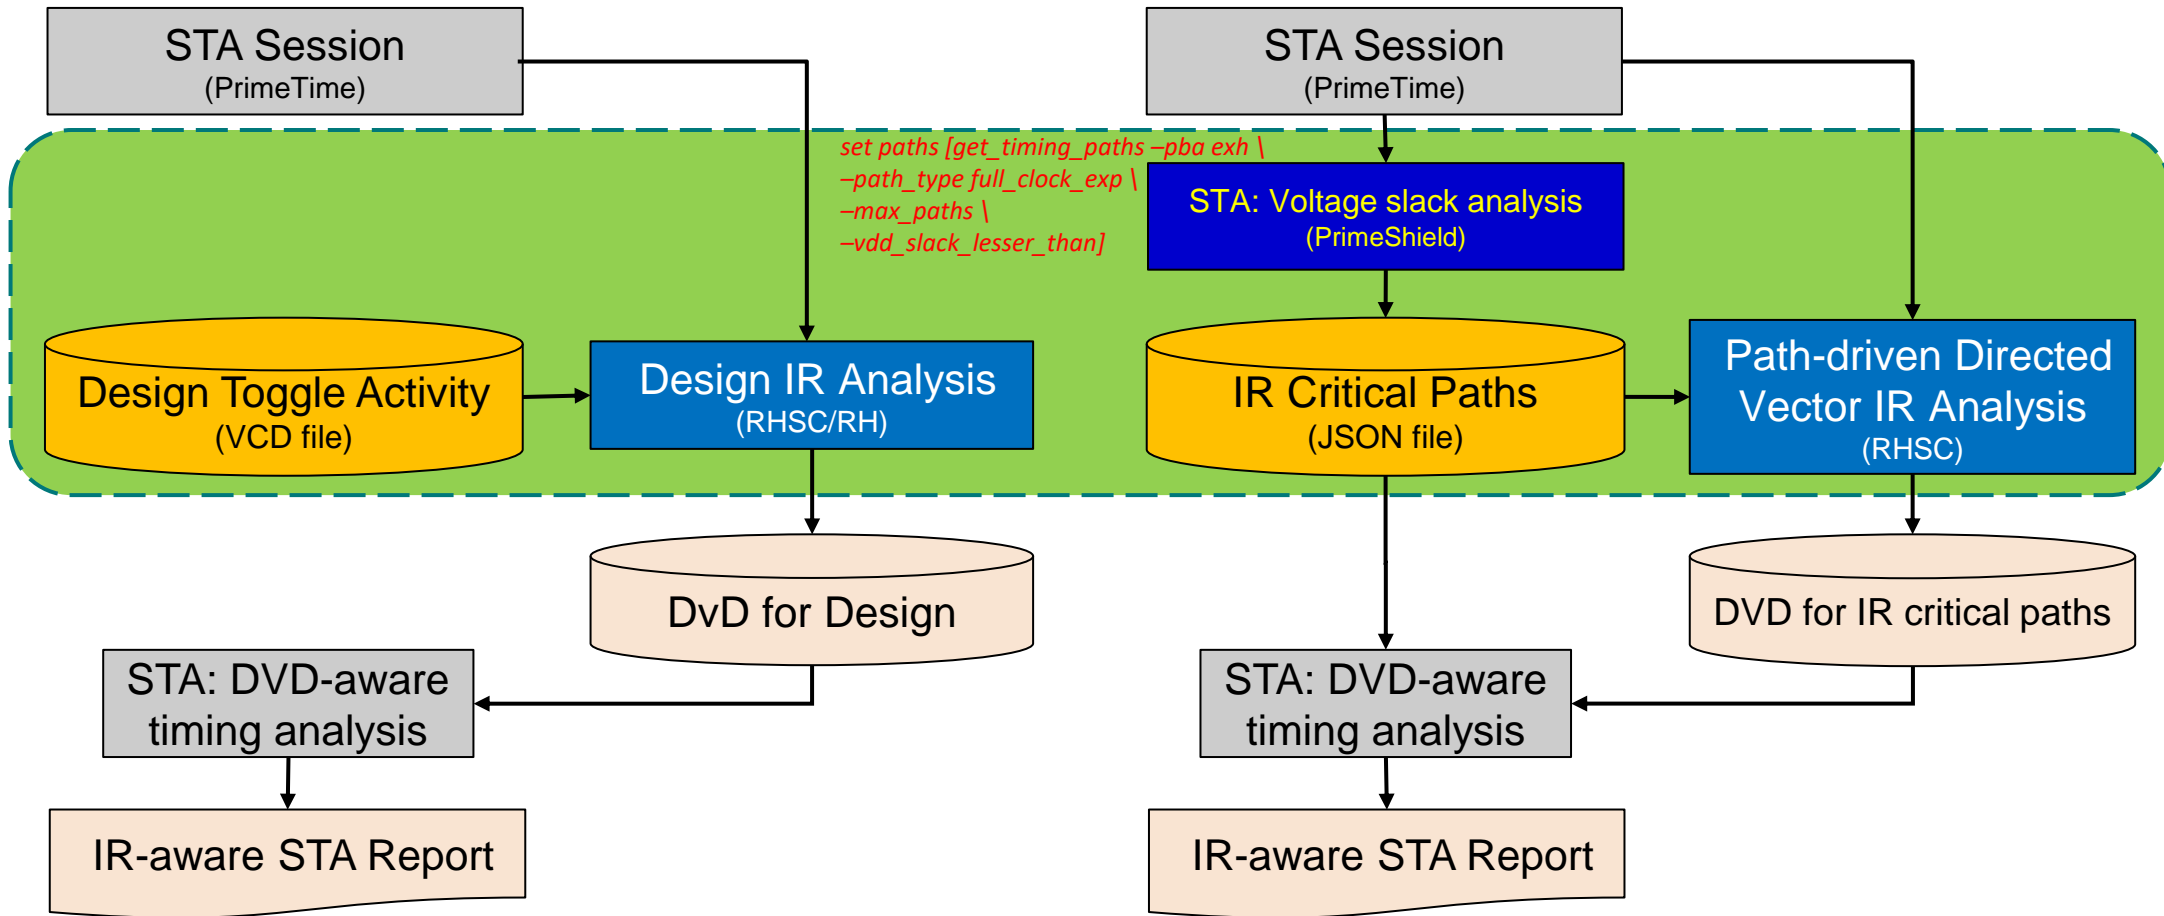 STA Session
(PrimeTime)
STA Session
(PrimeTime)
set paths [get_timing_paths –pba exh \
–path_type full_clock_exp \
–max_paths \
–vdd_slack_lesser_than]
STA: Voltage slack analysis
(PrimeShield)
Design Toggle Activity
(VCD file)
Design IR Analysis
(RHSC/RH)
IR Critical Paths
(JSON file)
Path-driven Directed
Vector IR Analysis
(RHSC)
DvD for Design
DVD for IR critical paths
STA: DVD-aware
timing analysis
STA: DVD-aware
timing analysis
IR-aware STA Report
IR-aware STA Report